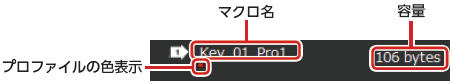 マクロ名
容量
1 Key_01_Pro1
106 bytes
プロファイルの色表示